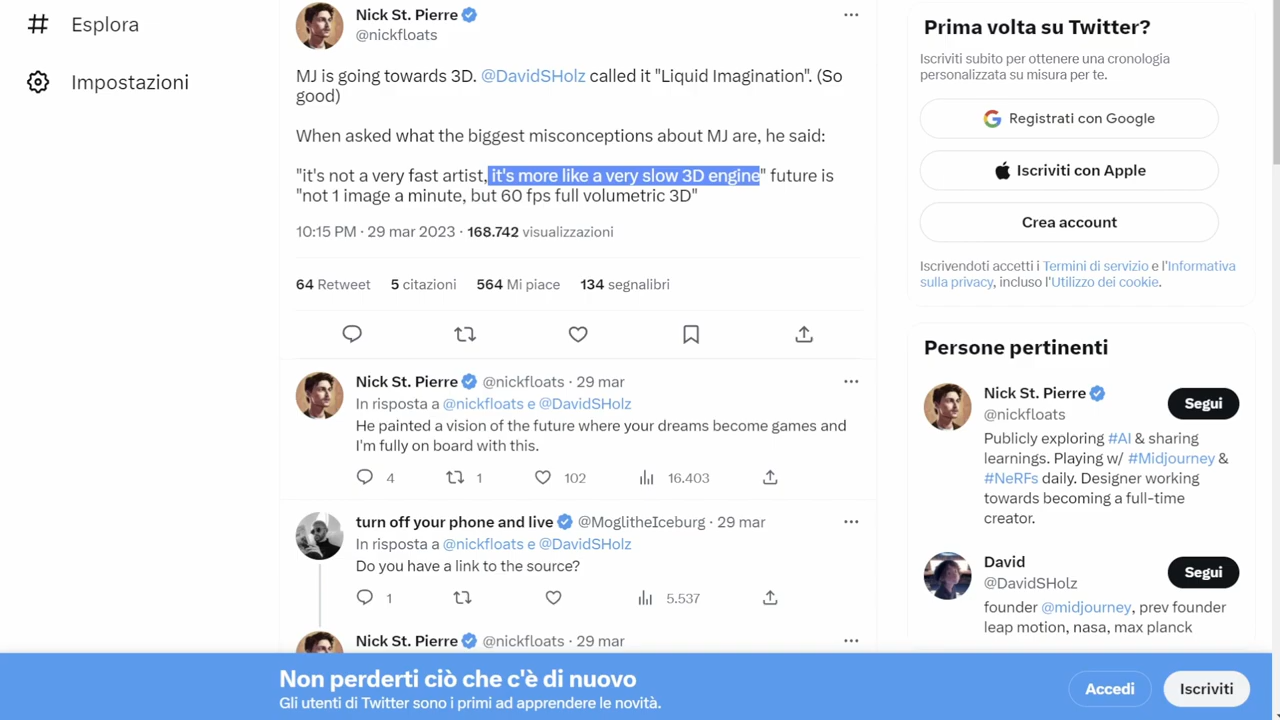 Esplora
Impostazioni
Nick St. Pierre
@nickfloats
MJ is going towards 3D. @DavidSHolz called it "Liquid Imagination". (So
good)
When asked what the biggest misconceptions about MJ are, he said:
"it's not a very fast artist, it's more like a very slow 3D engine" future is
"not 1 image a minute, but 60 fps full volumetric 3D"
10:15 PM · 29 mar 2023 · 168.742 visualizzazioni
64 Retweet 5 citazioni 564 Mi piace 134 segnalibri
Nick St. Pierre @nickfloats · 29 mar
In risposta a @nickfloats e @DavidSHolz
He painted a vision of the future where your dreams become games and
I'm fully on board with this.
4 1 102 16.403
turn off your phone and live @MoglitheIceburg · 29 mar
In risposta a @nickfloats e @DavidSHolz
Do you have a link to the source?
1 5.537
Nick St. Pierre @nickfloats · 29 mar
Prima volta su Twitter?
Iscriviti subito per ottenere una cronologia
personalizzata su misura per te.
Registrati con Google
Iscriviti con Apple
Crea account
Iscrivendoti accetti i Termini di servizio e l'Informativa
sulla privacy, incluso l'Utilizzo dei cookie.
Persone pertinenti
Nick St. Pierre
@nickfloats
Segui
Publicly exploring #AI & sharing
learnings. Playing w/ #Midjourney &
#NeRFs daily. Designer working
towards becoming a full-time
creator.
David
@DavidSHolz
Segui
founder @midjourney, prev founder
leap motion, nasa, max planck
Non perderti ciò che c'è di nuovo
Gli utenti di Twitter sono i primi ad apprendere le novità.
Accedi
Iscriviti